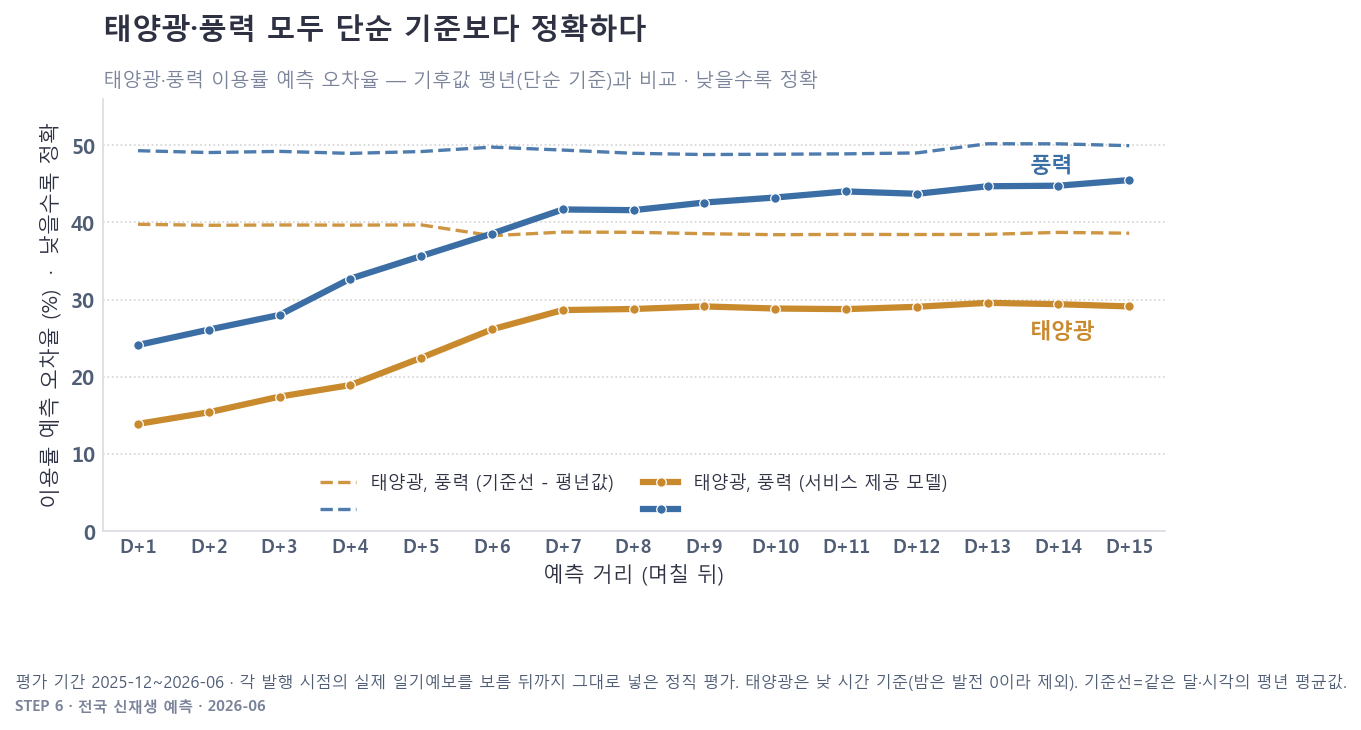 태양광·풍력 모두 단순 기준보다 정확하다
태양광·풍력 이용률 예측 오차율 — 기후값 평년(단순 기준)과 비교 · 낮을수록 정확
이용률 예측 오차율 (%) · 낮을수록 정확
50
40
30
20
10
0
풍력
태양광
태양광, 풍력 (기준선 - 평년값)
태양광, 풍력 (서비스 제공 모델)
D+1 D+2 D+3 D+4 D+5 D+6 D+7 D+8 D+9 D+10 D+11 D+12 D+13 D+14 D+15
예측 거리 (며칠 뒤)
평가 기간 2025-12~2026-06 · 각 발행 시점의 실제 일기예보를 보름 뒤까지 그대로 넣은 정직 평가. 태양광은 낮 시간 기준(밤은 발전 0이라 제외). 기준선=같은 달·시각의 평년 평균값.
STEP 6 · 전국 신재생 예측 · 2026-06